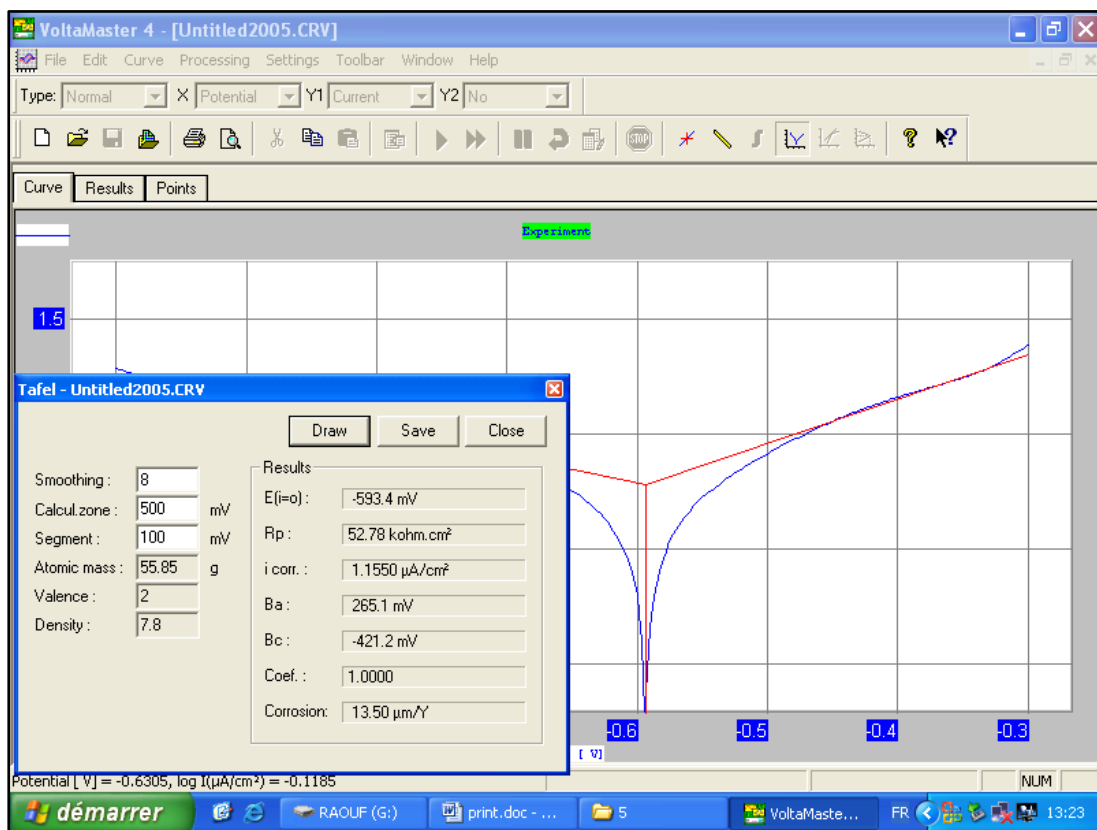 VoltaMaster 4 - [Untitled2005.CRV]
File Edit Curve Processing Settings Toolbar Window Help
Type: Normal X Potential Y1 Current Y2 No
STOP
Curve Results Points
Experiment
1.5
Tafel - Untitled2005.CRV
Draw Save Close
Smoothing : 8
Calcul.zone : 500 mV
Segment : 100 mV
Atomic mass : 55.85 g
Valence : 2
Density : 7.8
Results
E(i=o) : -593.4 mV
Rp : 52.78 kohm.cm²
i corr. : 1.1550 µA/cm²
Ba : 265.1 mV
Bc : -421.2 mV
Coef. : 1.0000
Corrosion: 13.50 µm/Y
-0.6 -0.5 -0.4 -0.3
[ V]
Potential [ V] = -0.6305, log I(µA/cm²) = -0.1185 NUM
démarrer RAOUF (G:) print.doc - ... 5 VoltaMaste... FR 13:23